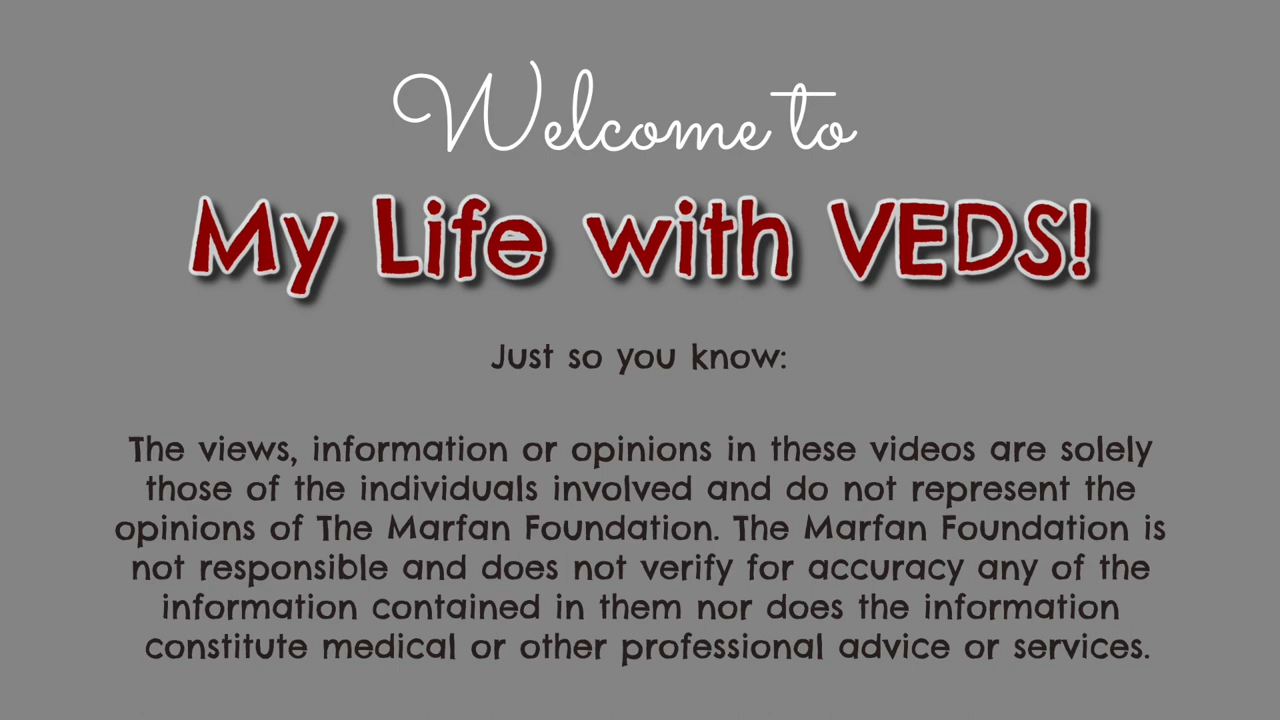 Welcome to
My Life with VEDS!
Just so you know:
The views, information or opinions in these videos are solely
those of the individuals involved and do not represent the
opinions of The Marfan Foundation. The Marfan Foundation is
not responsible and does not verify for accuracy any of the
information contained in them nor does the information
constitute medical or other professional advice or services.